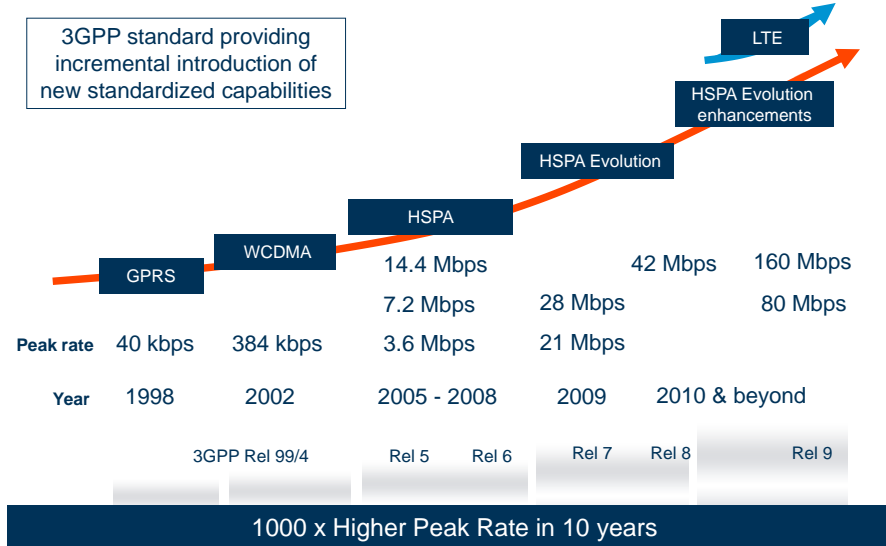 3GPP standard providing
incremental introduction of
new standardized capabilities
LTE
HSPA Evolution
enhancements
HSPA Evolution
HSPA
WCDMA
GPRS
14.4 Mbps
42 Mbps
160 Mbps
7.2 Mbps
28 Mbps
80 Mbps
Peak rate
40 kbps
384 kbps
3.6 Mbps
21 Mbps
Year
1998
2002
2005 - 2008
2009
2010 & beyond
3GPP Rel 99/4
Rel 5
Rel 6
Rel 7
Rel 8
Rel 9
1000 x Higher Peak Rate in 10 years